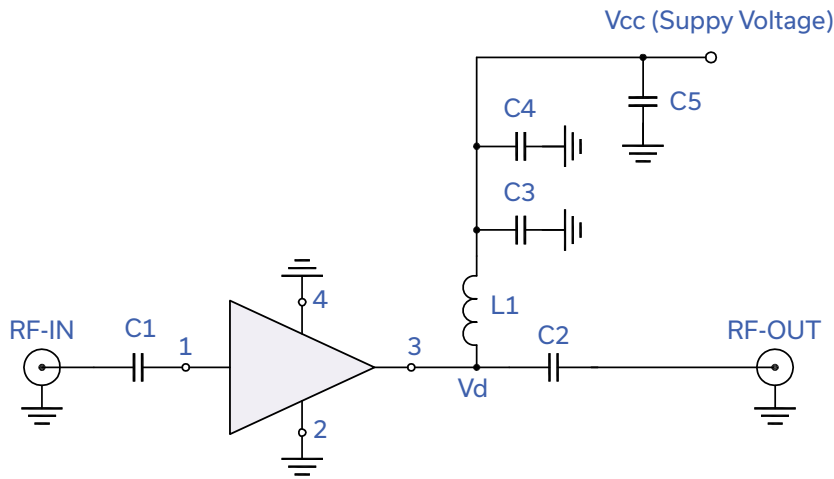 Vcc (Suppy Voltage)
C4
C5
C3
4
L1
RF-IN
C1
1
3
C2
RF-OUT
Vd
2